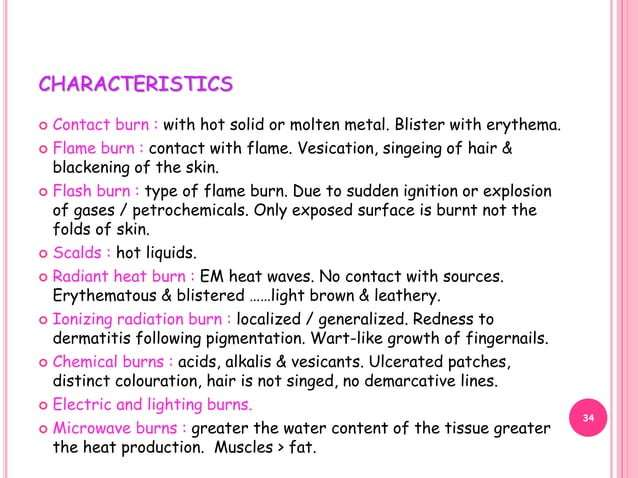 CHARACTERISTICS
Contact burn : with hot solid or molten metal. Blister with erythema.
Flame burn : contact with flame. Vesication, singeing of hair &
blackening of the skin.
Flash burn : type of flame burn. Due to sudden ignition or explosion
of gases / petrochemicals. Only exposed surface is burnt not the
folds of skin.
Scalds : hot liquids.
Radiant heat burn : EM heat waves. No contact with sources.
Erythematous & blistered ……light brown & leathery.
Ionizing radiation burn : localized / generalized. Redness to
dermatitis following pigmentation. Wart-like growth of fingernails.
Chemical burns : acids, alkalis & vesicants. Ulcerated patches,
distinct colouration, hair is not singed, no demarcative lines.
Electric and lighting burns.
Microwave burns : greater the water content of the tissue greater
the heat production. Muscles > fat.
34